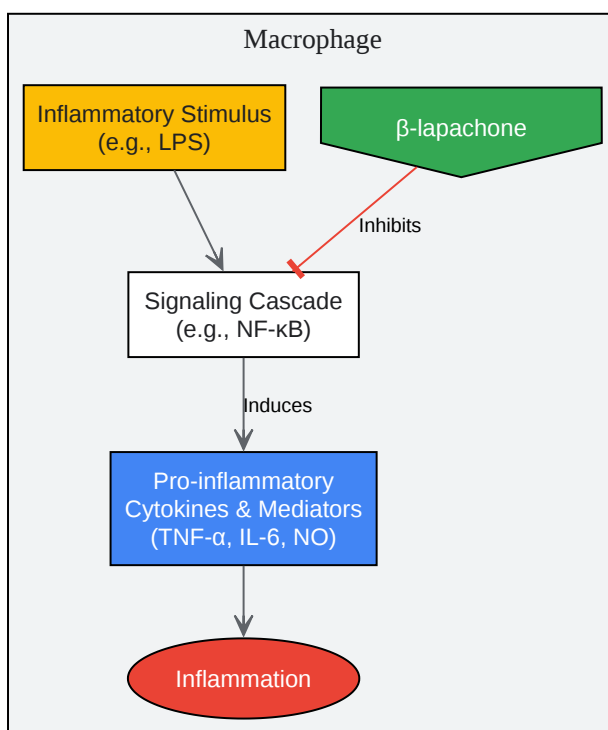 Macrophage
Inflammatory Stimulus
(e.g., LPS)
β-lapachone
Inhibits
Signaling Cascade
(e.g., NF-κB)
Induces
Pro-inflammatory
Cytokines & Mediators
(TNF-α, IL-6, NO)
Inflammation